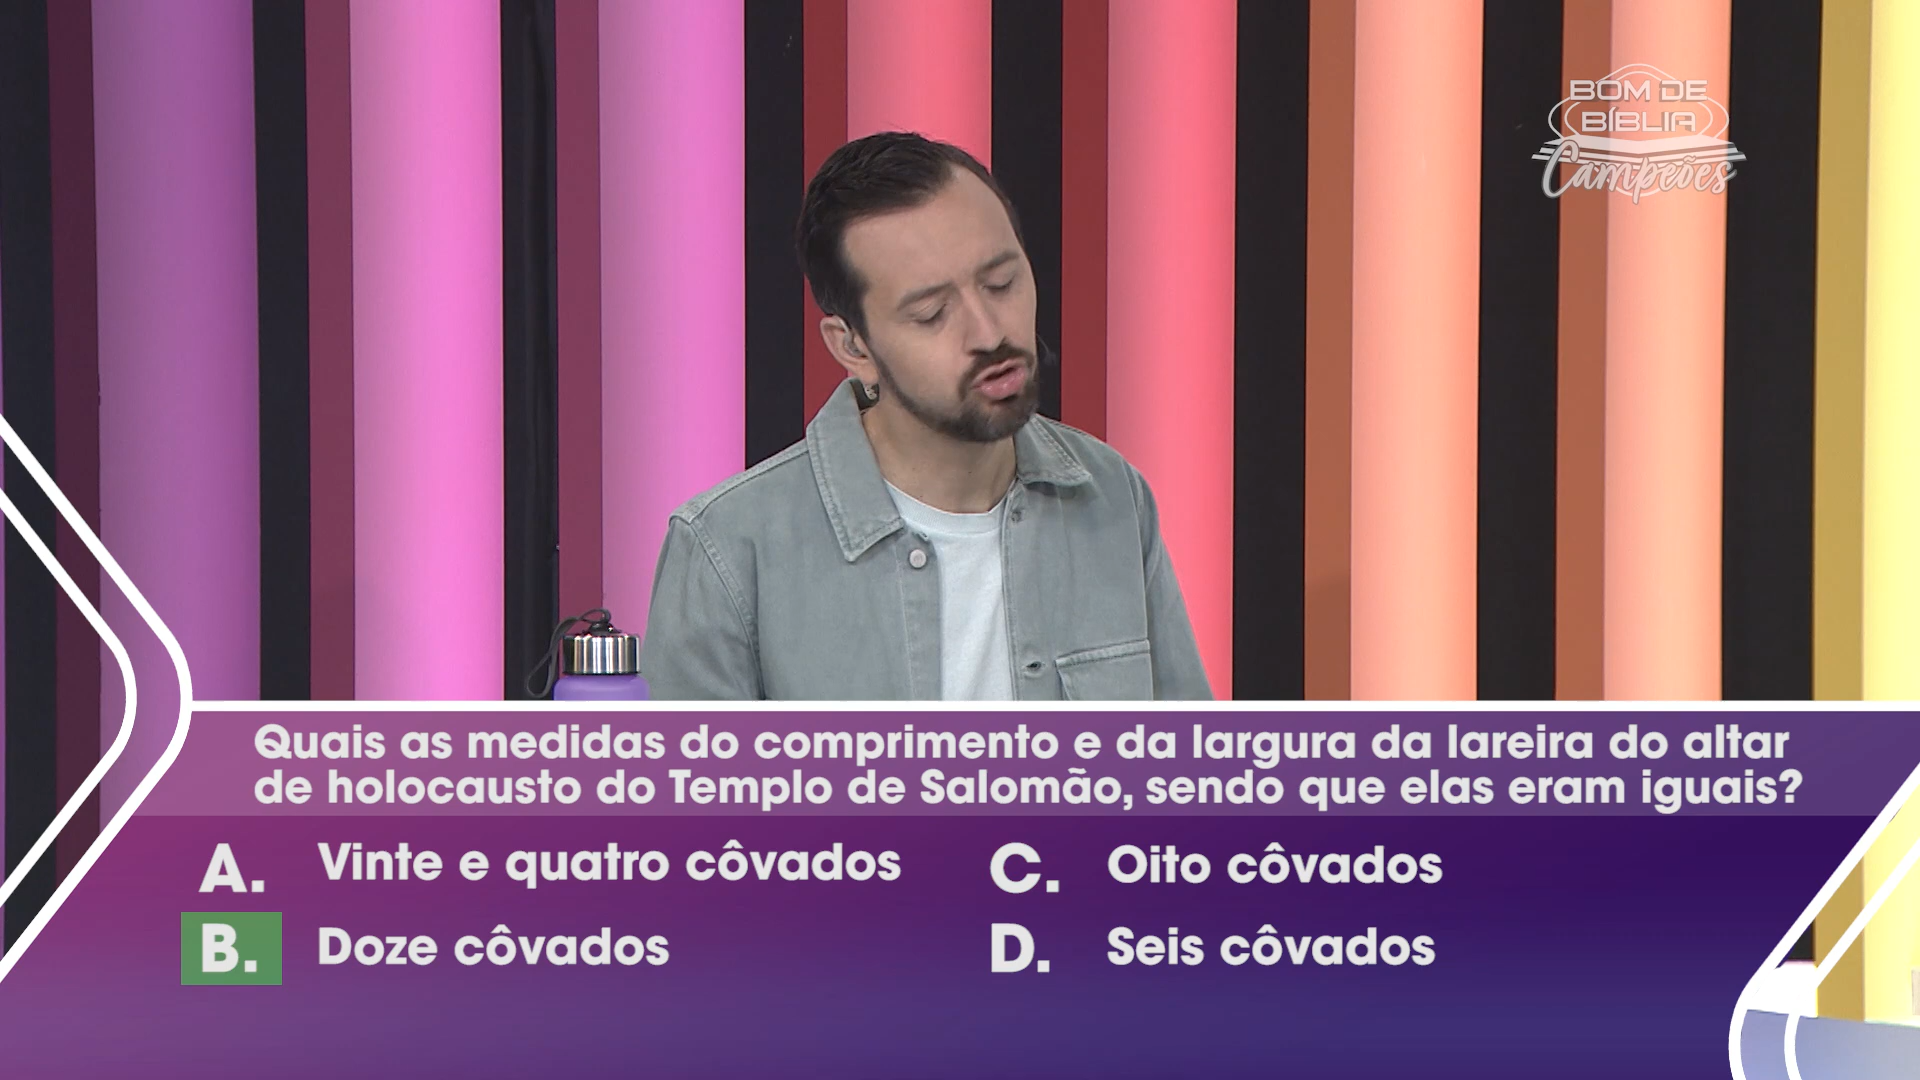 BOM DE
BÍBLIA
Campeões
Quais as medidas do comprimento e da largura da lareira do altar
de holocausto do Templo de Salomão, sendo que elas eram iguais?
A. Vinte e quatro côvados
B. Doze côvados
C. Oito côvados
D. Seis côvados